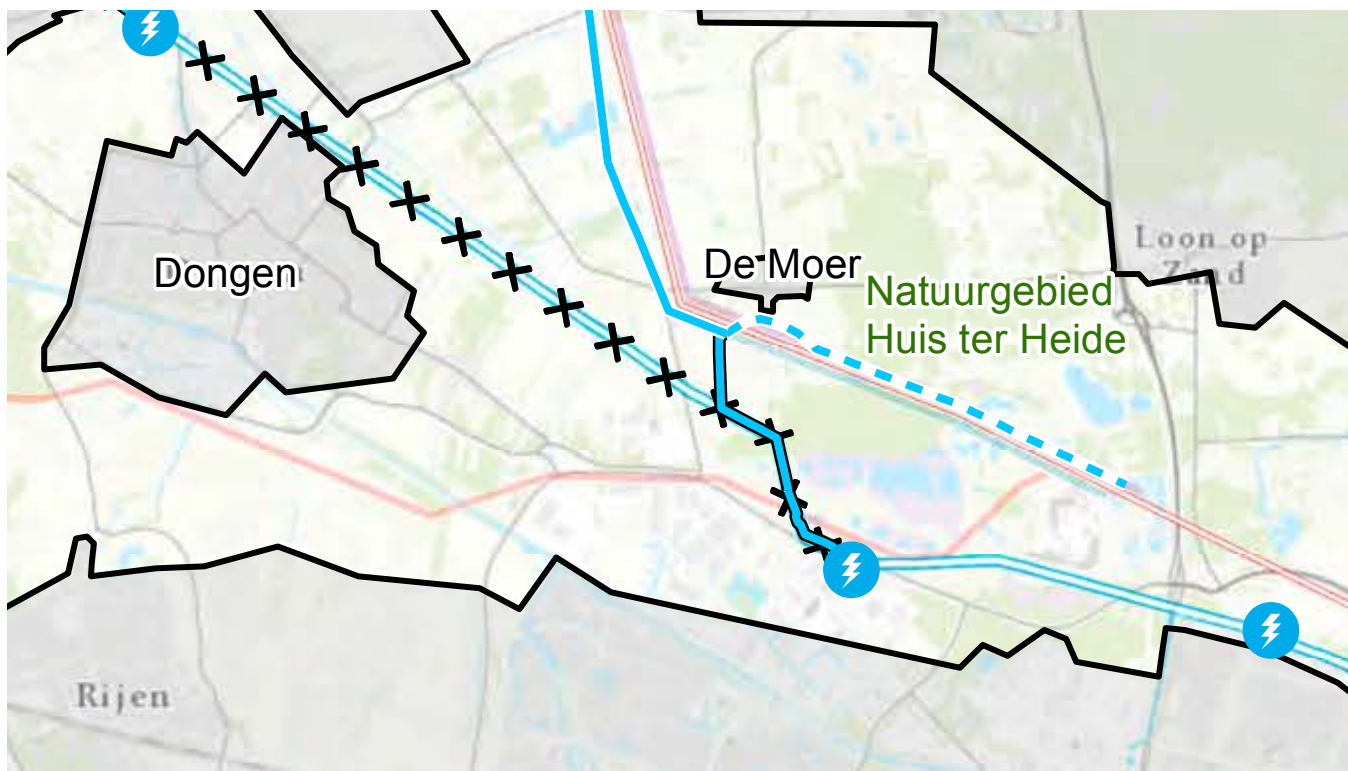 Loon op
Zand
De Moer
Dongen
Natuurgebied
Huis ter Heide
Rijen